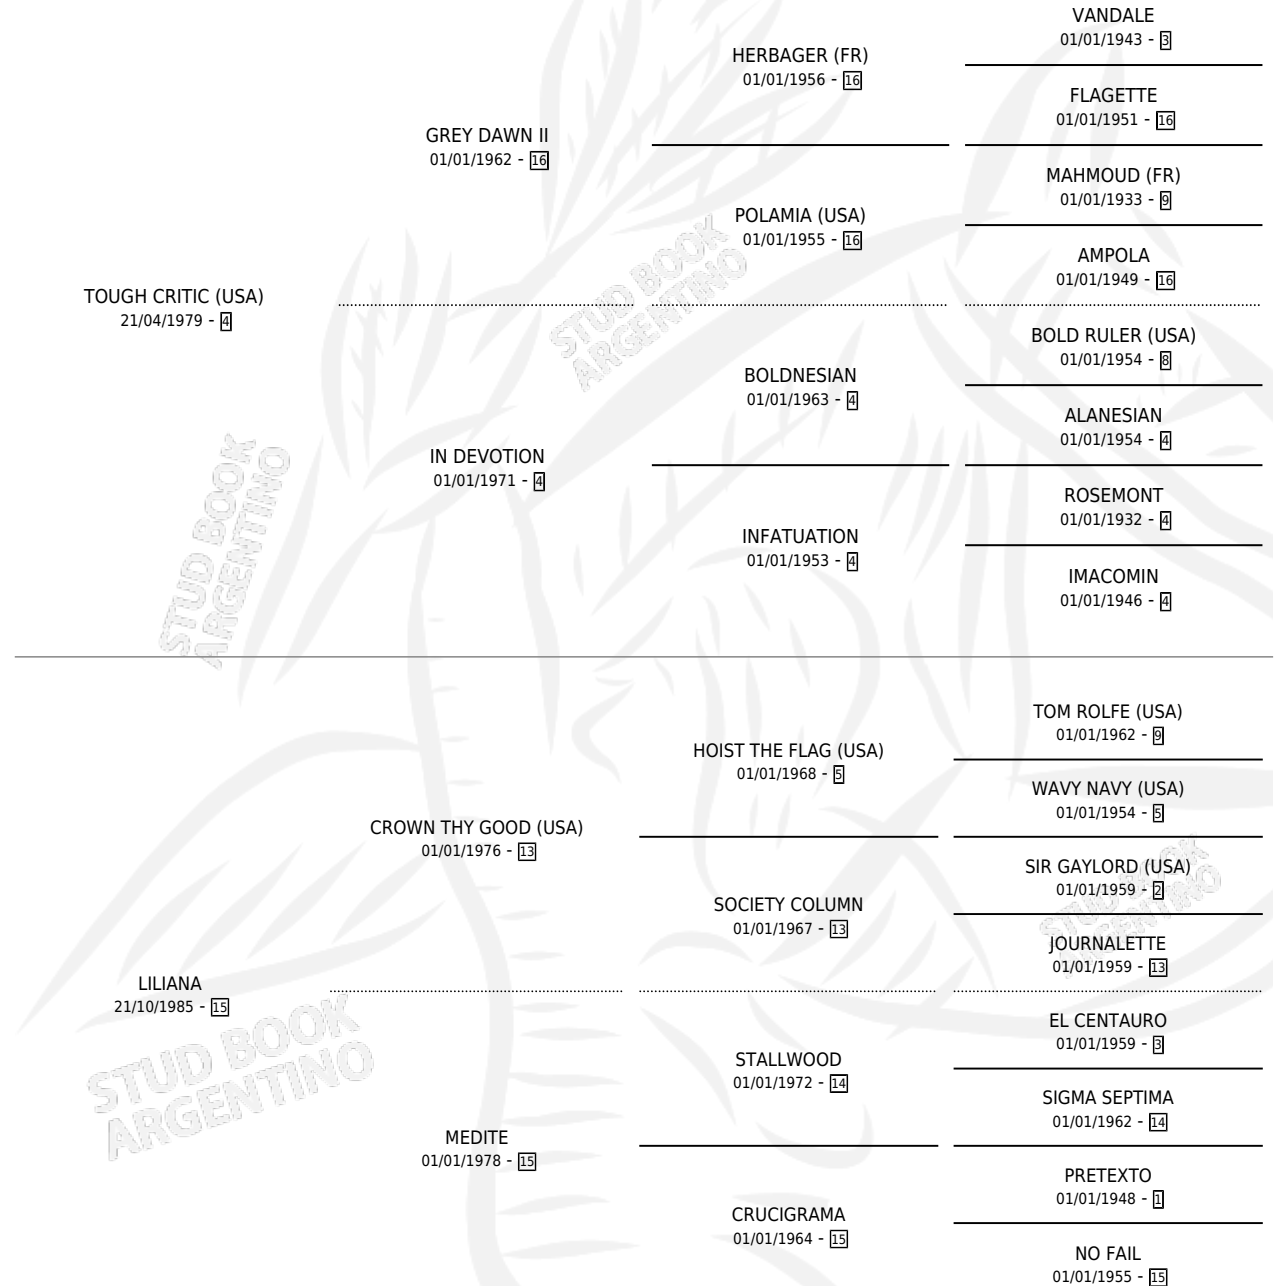 VANDALE
01/01/1943 - 3
HERBAGER (FR)
01/01/1956 - 16
FLAGETTE
01/01/1951 - 16
GREY DAWN II
01/01/1962 - 16
MAHMOUD (FR)
01/01/1933 - 9
POLAMIA (USA)
01/01/1955 - 16
AMPOLA
01/01/1949 - 16
TOUGH CRITIC (USA)
21/04/1979 - 4
BOLD RULER (USA)
01/01/1954 - 8
BOLDNESIAN
01/01/1963 - 4
ALANESIAN
01/01/1954 - 4
IN DEVOTION
01/01/1971 - 4
ROSEMONT
01/01/1932 - 4
INFATUATION
01/01/1953 - 4
IMACOMIN
01/01/1946 - 4
TOM ROLFE (USA)
01/01/1962 - 9
HOIST THE FLAG (USA)
01/01/1968 - 5
WAVY NAVY (USA)
01/01/1954 - 5
CROWN THY GOOD (USA)
01/01/1976 - 13
SIR GAYLORD (USA)
01/01/1959 - 2
SOCIETY COLUMN
01/01/1967 - 13
JOURNALETTE
01/01/1959 - 13
LILIANA
21/10/1985 - 15
EL CENTAURO
01/01/1959 - 3
STALLWOOD
01/01/1972 - 14
SIGMA SEPTIMA
01/01/1962 - 14
MEDITE
01/01/1978 - 15
PRETEXTO
01/01/1948 - 1
CRUCIGRAMA
01/01/1964 - 15
NO FAIL
01/01/1955 - 15
STUD BOOK
ARGENTINO
STUD BOOK
ARGENTINO
STUD BOOK
ARGENTINO
STUD BOOK
ARGENTINO